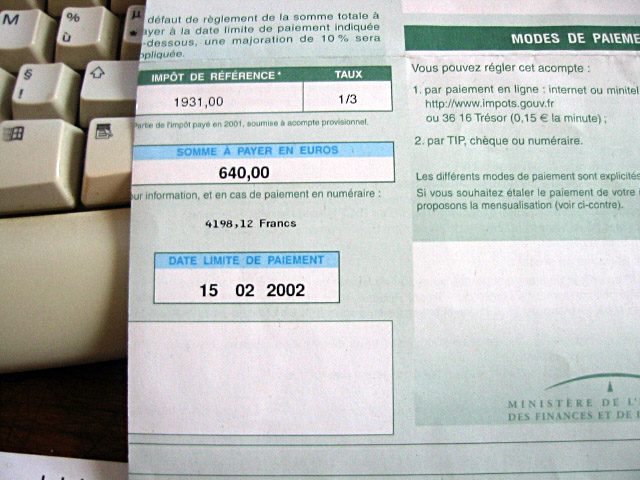 M
%
ù
µ
*
§
!
défaut de règlement de la somme totale à
ayer à la date limite de paiement indiquée
-dessous, une majoration de 10 % sera
ppliquée.
IMPÔT DE RÉFÉRENCE*
TAUX
1931,00
1/3
Partie de l'impôt payé en 2001, soumise à acompte provisionnel.
SOMME À PAYER EN EUROS
640,00
ur information, et en cas de paiement en numéraire :
4198,12 Francs
DATE LIMITE DE PAIEMENT
15 02 2002
MODES DE PAIEME
Vous pouvez régler cet acompte :
1. par paiement en ligne : internet ou minitel
http://www.impots.gouv.fr
ou 36 16 Trésor (0,15 € la minute) ;
2. par TIP, chèque ou numéraire.
Les différents modes de paiement sont explicités
Si vous souhaitez étaler le paiement de votre
proposons la mensualisation (voir ci-contre).
MINISTÈRE DE L'
DES FINANCES ET DE